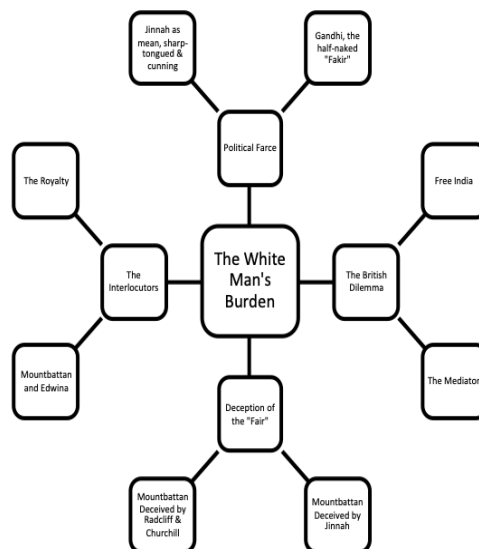 Jinnah as
mean, sharp-
tongued &
cunning
Gandhi, the
half-naked
"Fakir"
Political Farce
The Royalty
Free India
The
Interlocutors
The White
Man's
Burden
The British
Dilemma
Mountbattan
and Edwina
The Mediator
Deception of
the "Fair"
Mountbattan
Deceived by
Radcliff &
Churchill
Mountbattan
Deceived by
Jinnah